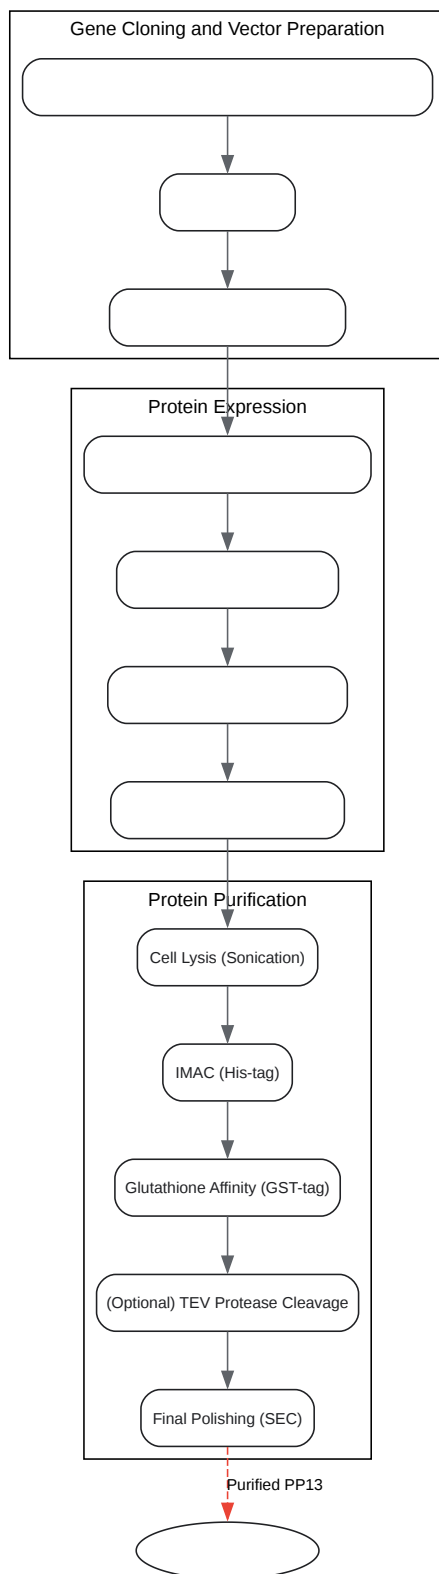 Gene Cloning and Vector Preparation
Protein Expression
Protein Purification
Cell Lysis (Sonication)
IMAC (His-tag)
Glutathione Affinity (GST-tag)
(Optional) TEV Protease Cleavage
Final Polishing (SEC)
Purified PP13